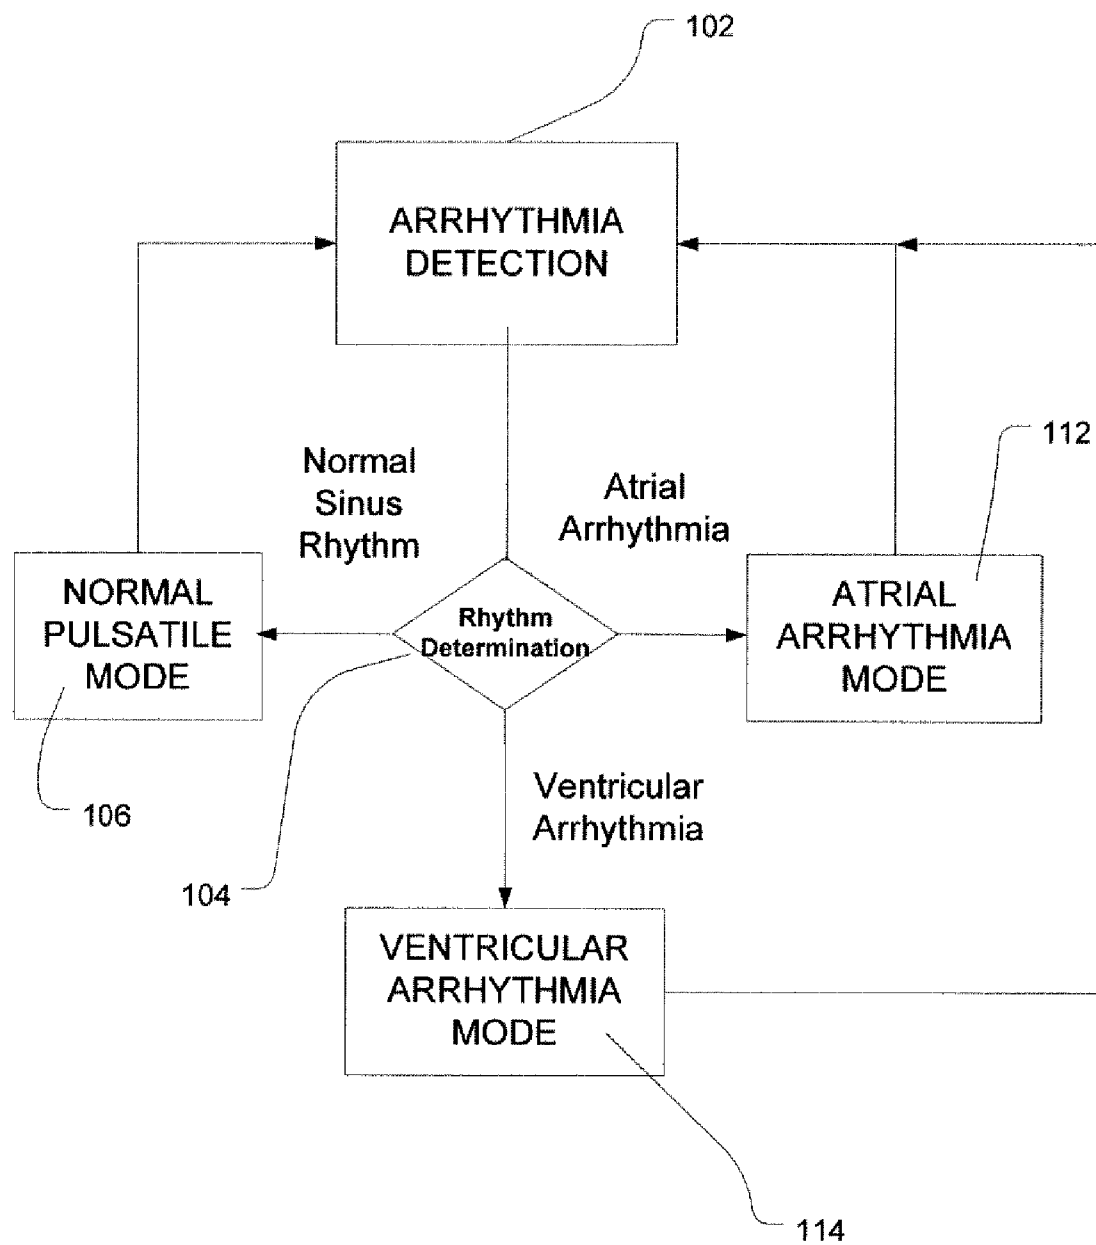 102
ARRHYTHMIA
DETECTION
112
Normal
Sinus
Rhythm
Atrial
Arrhythmia
NORMAL
PULSATILE
MODE
Rhythm
Determination
ATRIAL
ARRHYTHMIA
MODE
106
Ventricular
Arrhythmia
104
VENTRICULAR
ARRHYTHMIA
MODE
114